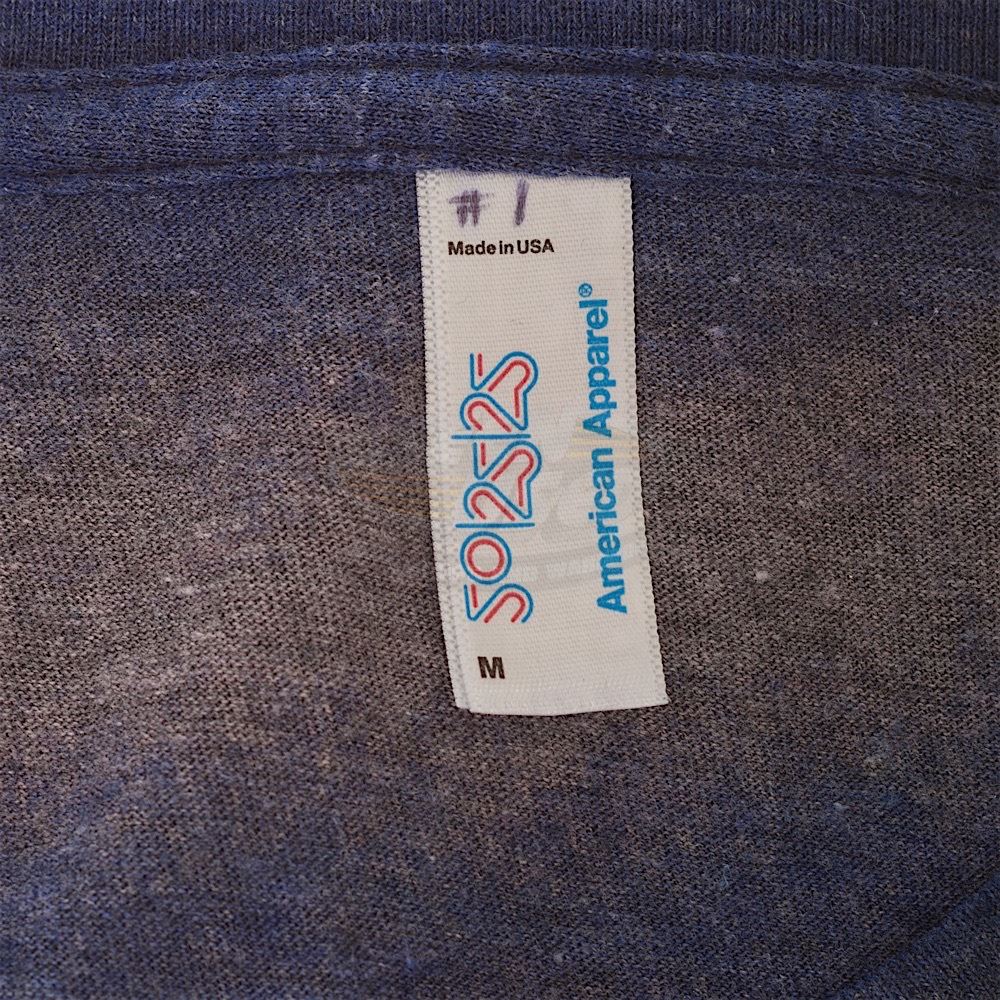 # 1
Made in USA
50/25/25
American Apparel®
M